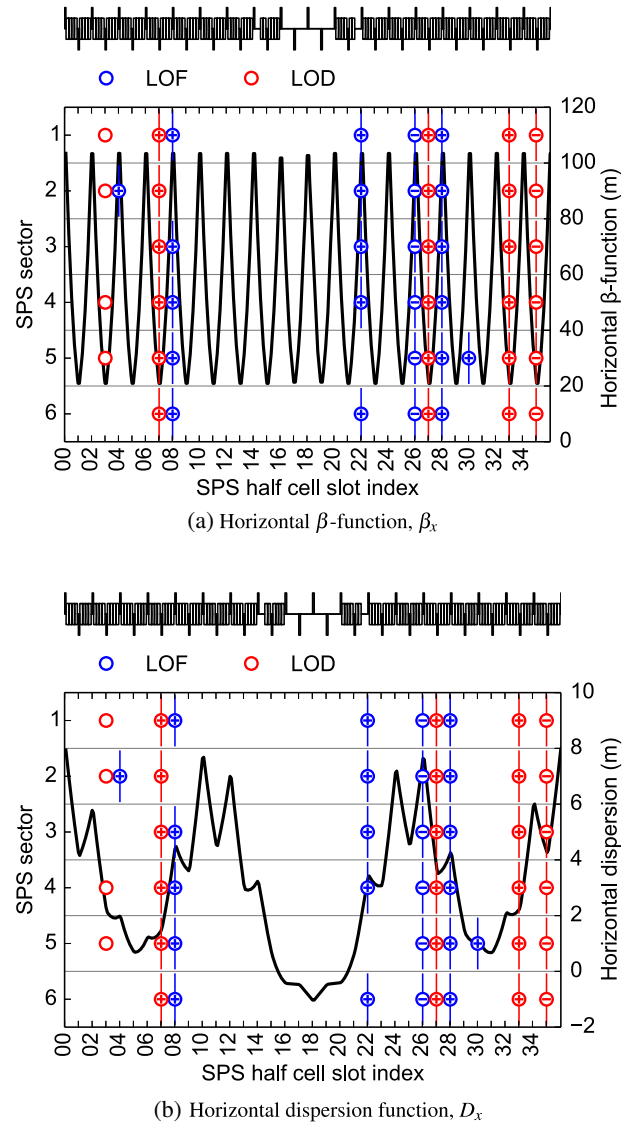 LOF LOD
1
2
3
4
5
6
SPS sector
120
100
80
60
40
20
0
Horizontal β-function (m)
00 02 04 06 08 10 12 14 16 18 20 22 24 26 28 30 32 34
SPS half cell slot index
(a) Horizontal β-function, βx
LOF LOD
1
2
3
4
5
6
SPS sector
10
8
6
4
2
0
−2
Horizontal dispersion (m)
00 02 04 06 08 10 12 14 16 18 20 22 24 26 28 30 32 34
SPS half cell slot index
(b) Horizontal dispersion function, Dx